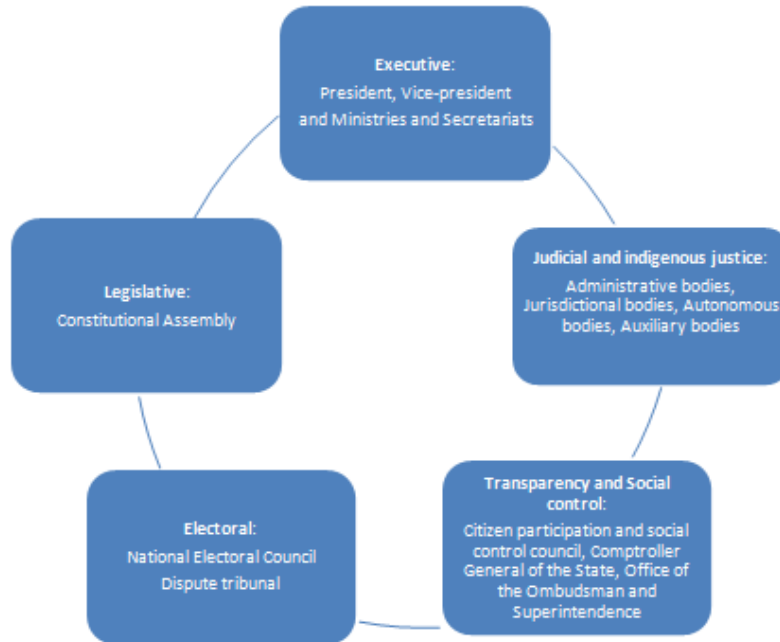 Executive:
President, Vice-president
and Ministries and Secretariats
Judicial and indigenous justice:
Administrative bodies,
Jurisdictional bodies, Autonomous
bodies, Auxiliary bodies
Legislative:
Constitutional Assembly
Transparency and Social
control:
Citizen participation and social
control council, Comptroller
General of the State, Office of
the Ombudsman and
Superintendence
Electoral:
National Electoral Council
Dispute tribunal